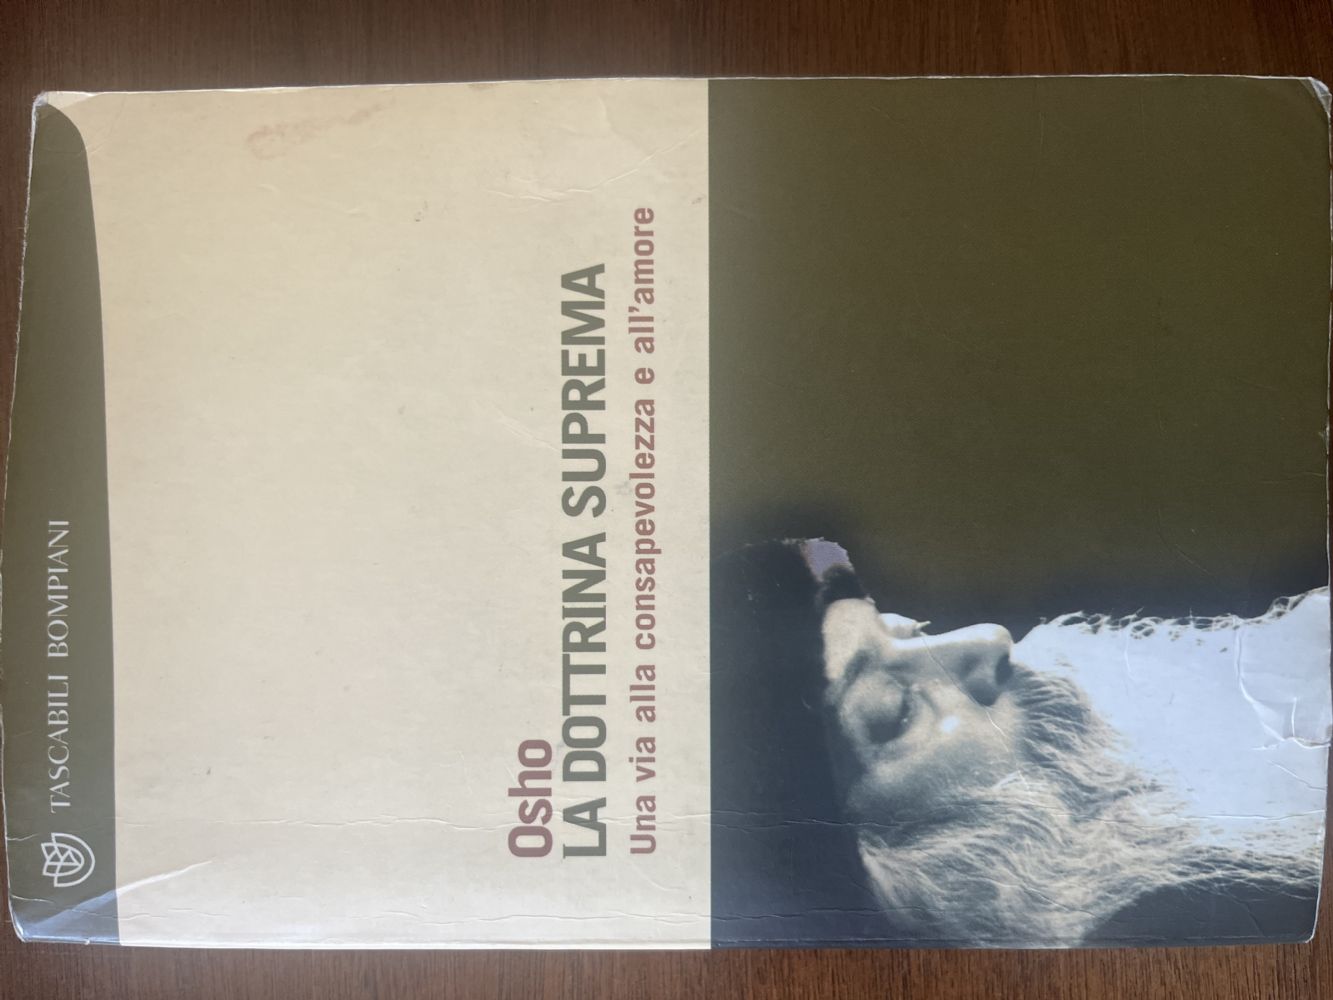 TASCABILI BOMPIANI
Osho
LA DOTTRINA SUPREMA
Una via alla consapevolezza e all'amore